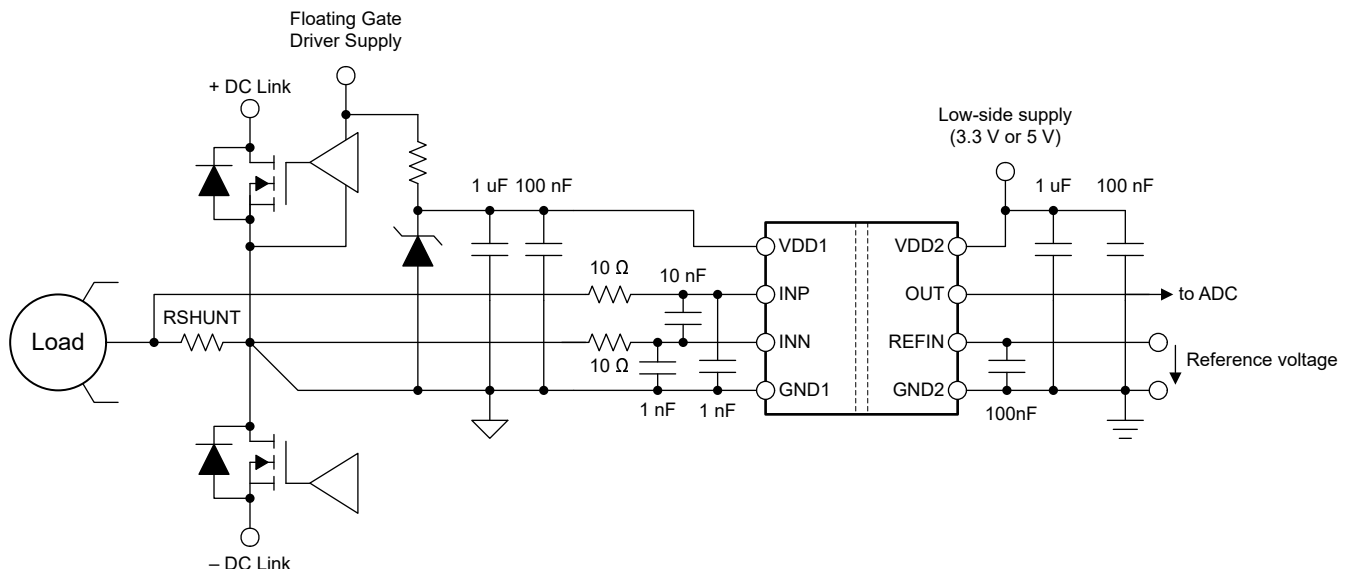 Floating Gate
Driver Supply
+ DC Link
Low-side supply
(3.3 V or 5 V)
1 uF
100 nF
1 uF
100 nF
VDD1
VDD2
10 Ω
10 nF
INP
OUT
to ADC
RSHUNT
Load
INN
REFIN
10 Ω
Reference voltage
GND1
GND2
1 nF
1 nF
100nF
– DC Link